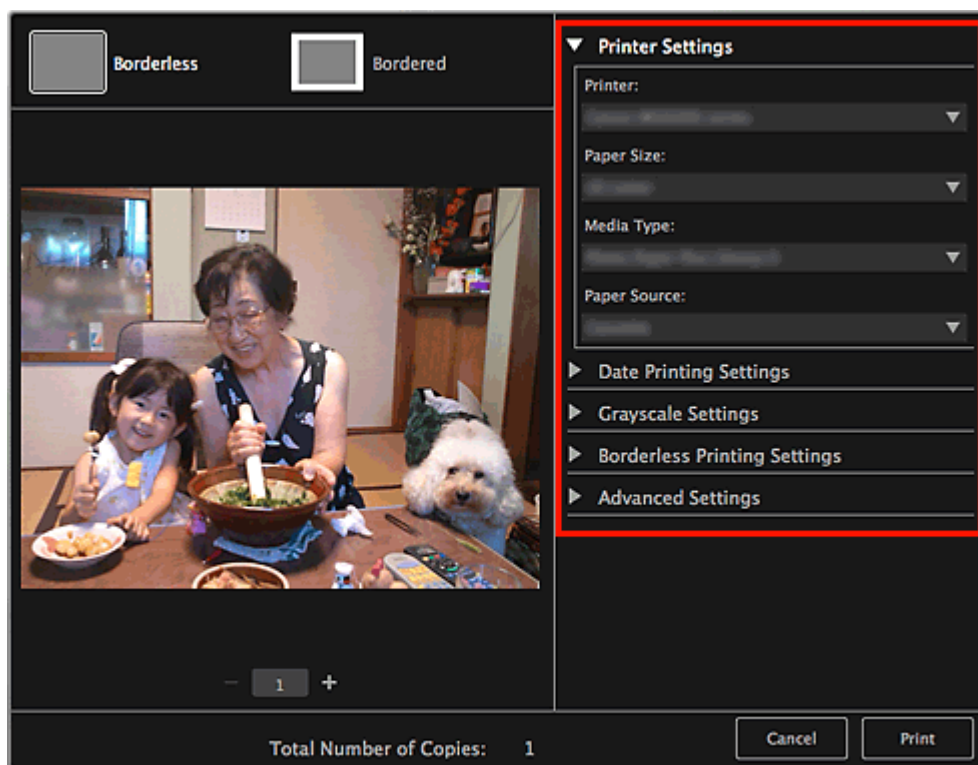 Borderless
Bordered
1
Total Number of Copies: 1
Printer Settings
Printer:
Paper Size:
Media Type:
Paper Source:
Date Printing Settings
Grayscale Settings
Borderless Printing Settings
Advanced Settings
Cancel
Print